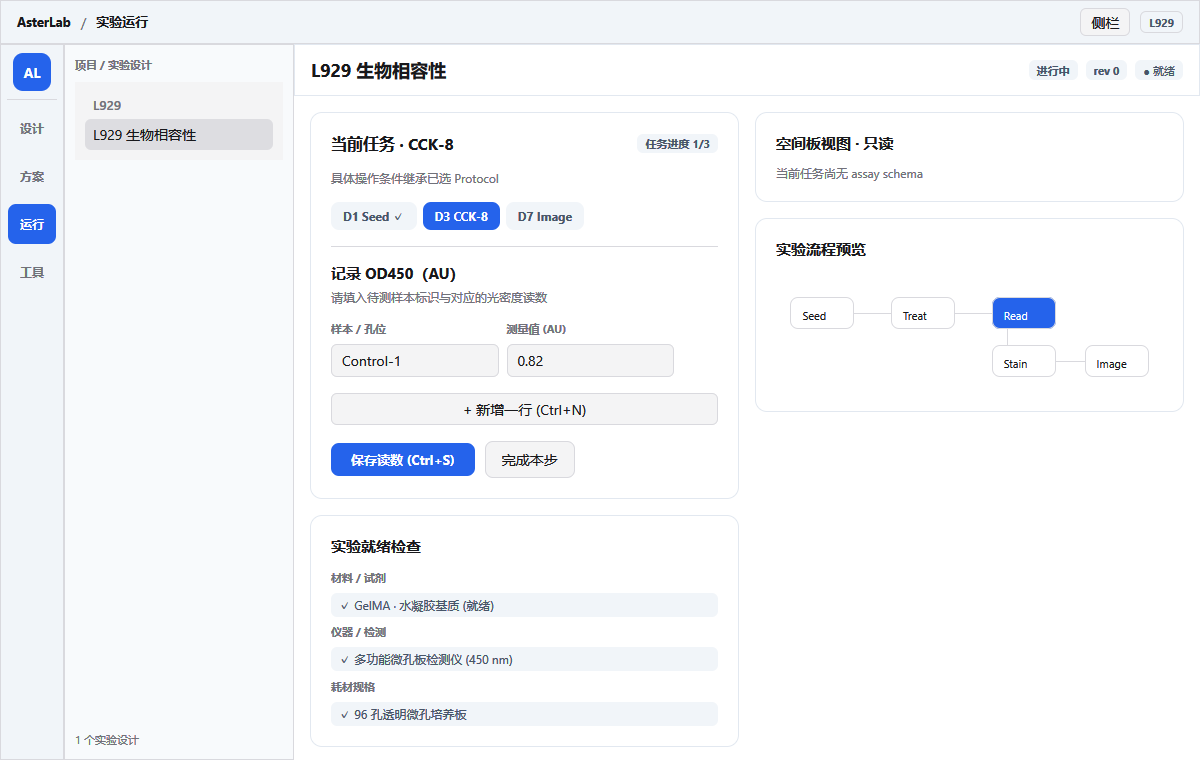 AsterLab / 实验运行
侧栏
L929
AL
设计
方案
运行
工具
项目 / 实验设计
L929
L929 生物相容性
1 个实验设计
L929 生物相容性
进行中
rev 0
● 就绪
当前任务 · CCK-8
任务进度 1/3
具体操作条件继承已选 Protocol
D1 Seed ✓
D3 CCK-8
D7 Image
记录 OD450（AU）
请填入待测样本标识与对应的光密度读数
样本 / 孔位
测量值 (AU)
Control-1
0.82
+ 新增一行 (Ctrl+N)
保存读数 (Ctrl+S)
完成本步
实验就绪检查
材料 / 试剂
✓ GelMA · 水凝胶基质 (就绪)
仪器 / 检测
✓ 多功能微孔板检测仪 (450 nm)
耗材规格
✓ 96 孔透明微孔培养板
空间板视图 · 只读
当前任务尚无 assay schema
实验流程预览
Seed
Treat
Read
Stain
Image